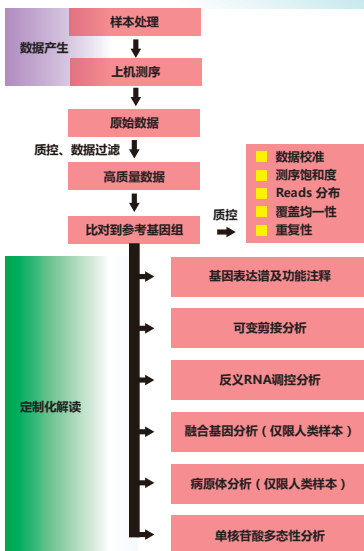 样本处理
数据产生
上机测序
原始数据
质控、数据过滤
高质量数据
比对到参考基因组
质控
数据校准
测序饱和度
Reads 分布
覆盖均一性
重复性
基因表达谱及功能注释
可变剪接分析
反义RNA调控分析
定制化解读
融合基因分析（仅限人类样本）
病原体分析（仅限人类样本）
单核苷酸多态性分析